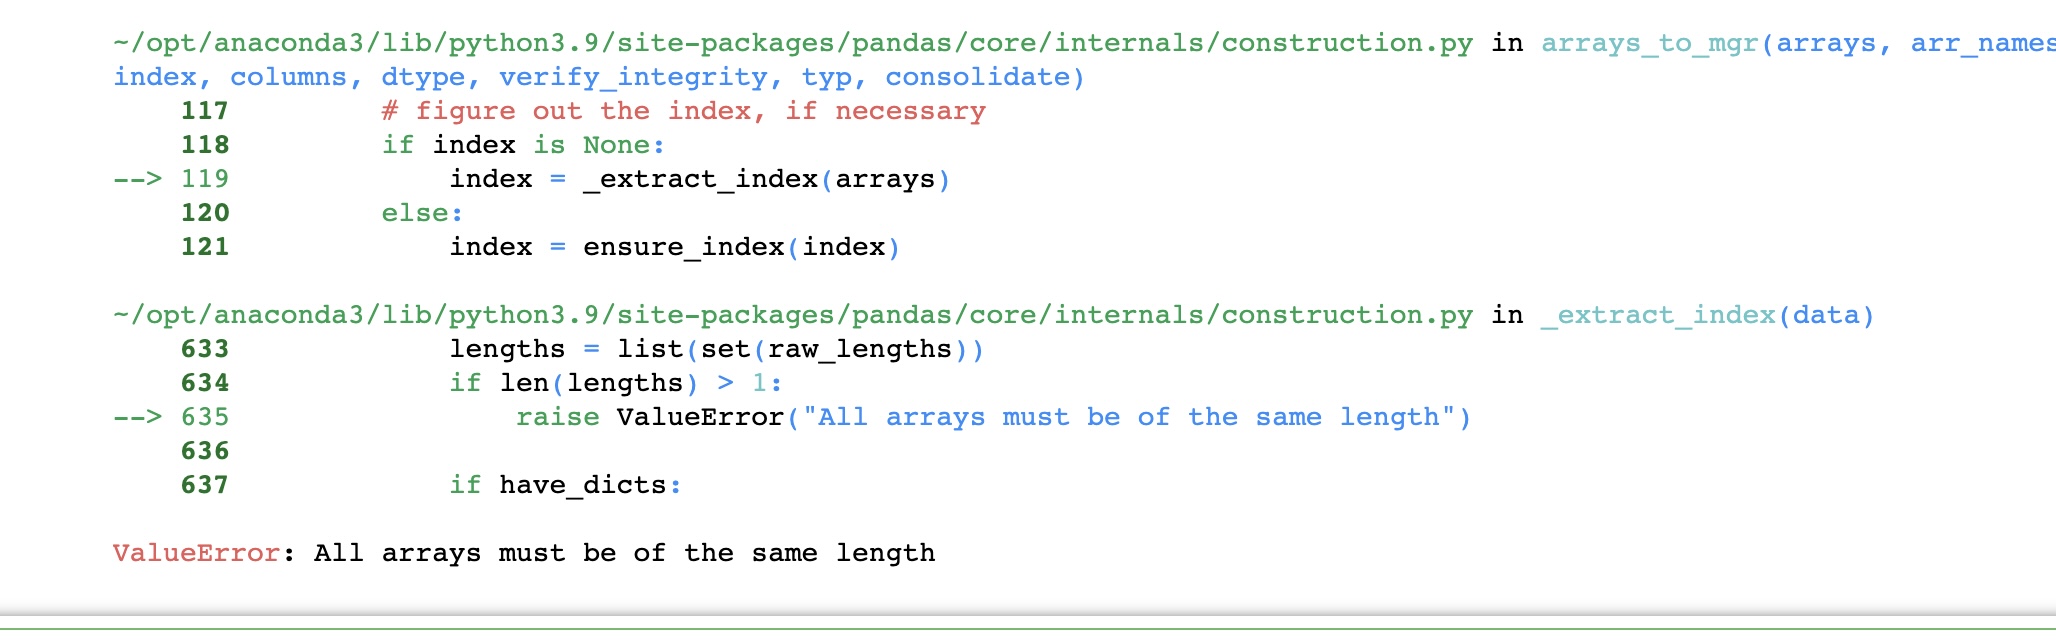 ~/opt/anaconda3/lib/python3.9/site-packages/pandas/core/internals/construction.py in arrays_to_mgr(arrays, arr_names
index, columns, dtype, verify_integrity, typ, consolidate)
    117         # figure out the index, if necessary
    118         if index is None:
--> 119             index = _extract_index(arrays)
    120         else:
    121             index = ensure_index(index)
~/opt/anaconda3/lib/python3.9/site-packages/pandas/core/internals/construction.py in _extract_index(data)
    633             lengths = list(set(raw_lengths))
    634             if len(lengths) > 1:
--> 635                 raise ValueError("All arrays must be of the same length")
    636
    637             if have_dicts:
ValueError: All arrays must be of the same length